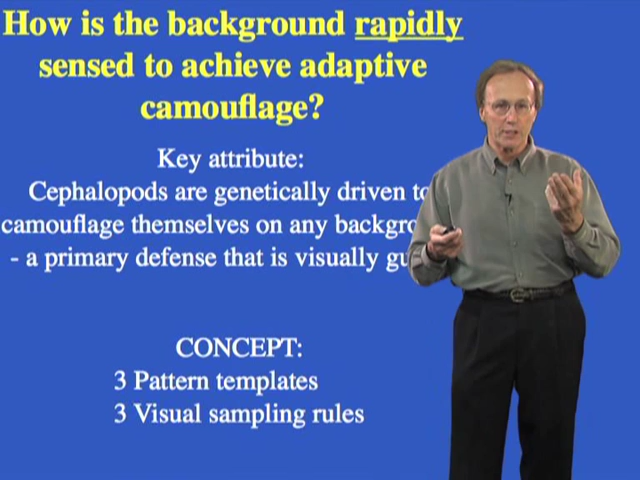 How is the background rapidly
sensed to achieve adaptive
camouflage?
Key attribute:
Cephalopods are genetically driven to
camouflage themselves on any backgro
- a primary defense that is visually gu
CONCEPT:
3 Pattern templates
3 Visual sampling rules